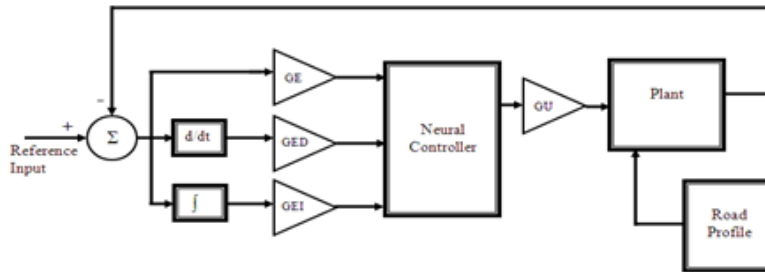 GE
-
+
Σ
d/dt
GED
Neural
Controller
GU
Plant
Reference
Input
∫
GEI
Road
Profile